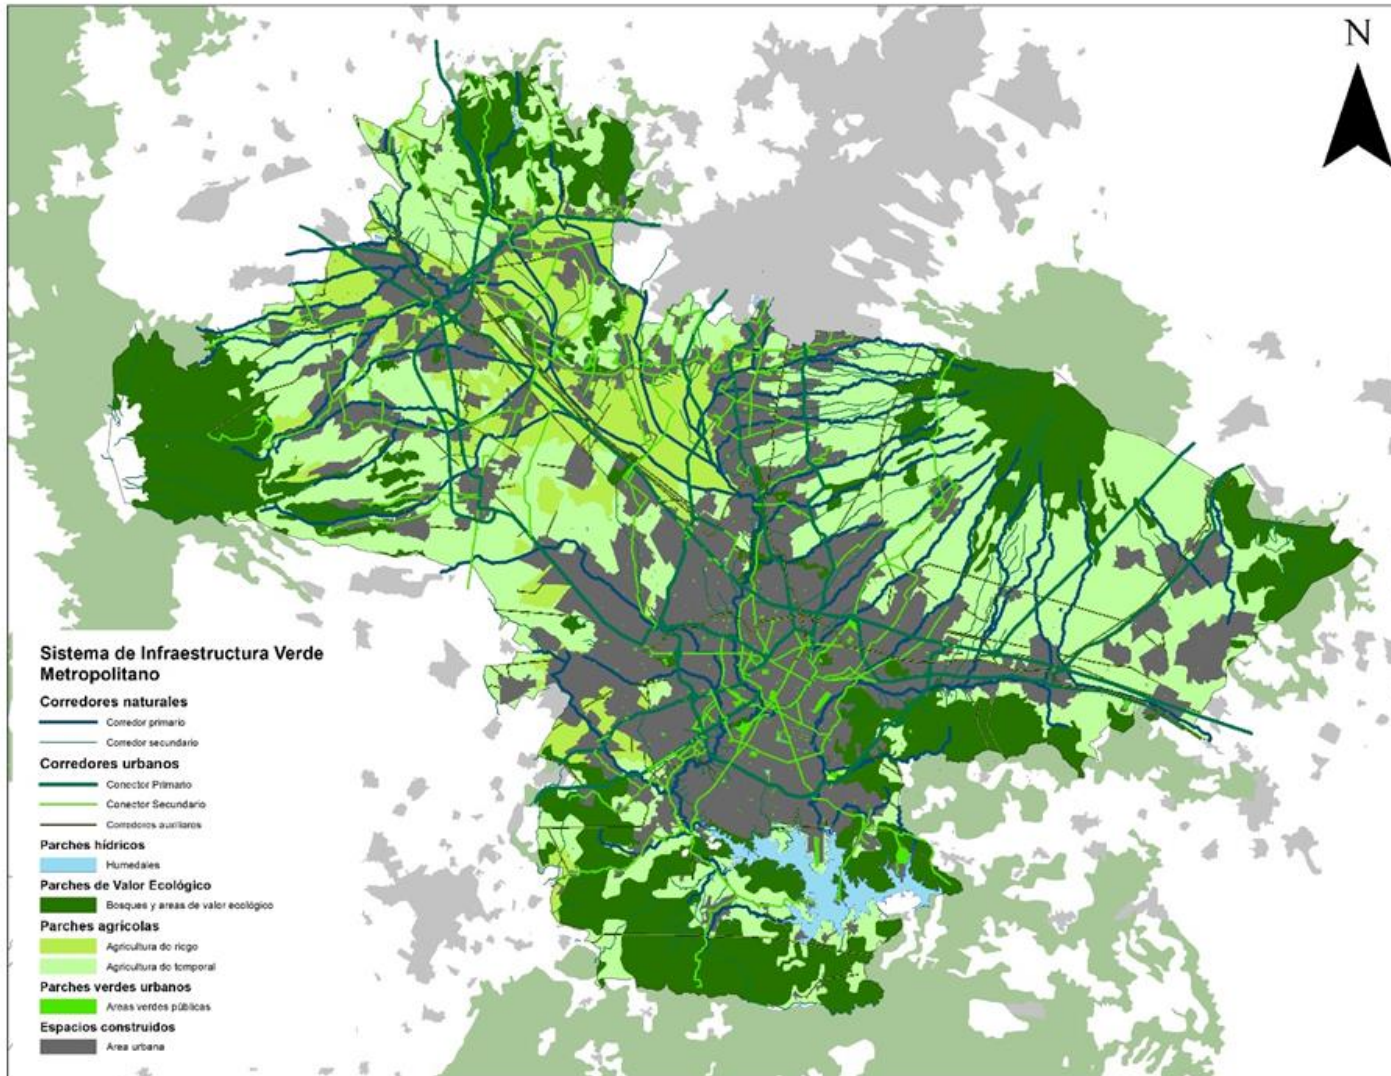 N
Sistema de Infraestructura Verde
Metropolitano
Corredores naturales
Corredor primario
Corredor secundario
Corredores urbanos
Conector Primario
Conector Secundario
Corredores auxiliares
Parches hídricos
Humedales
Parches de Valor Ecológico
Bosques y areas de valor ecológico
Parches agrícolas
Agricultura de riego
Agricultura de temporal
Parches verdes urbanos
Areas verdes públicas
Espacios construidos
Area urbana